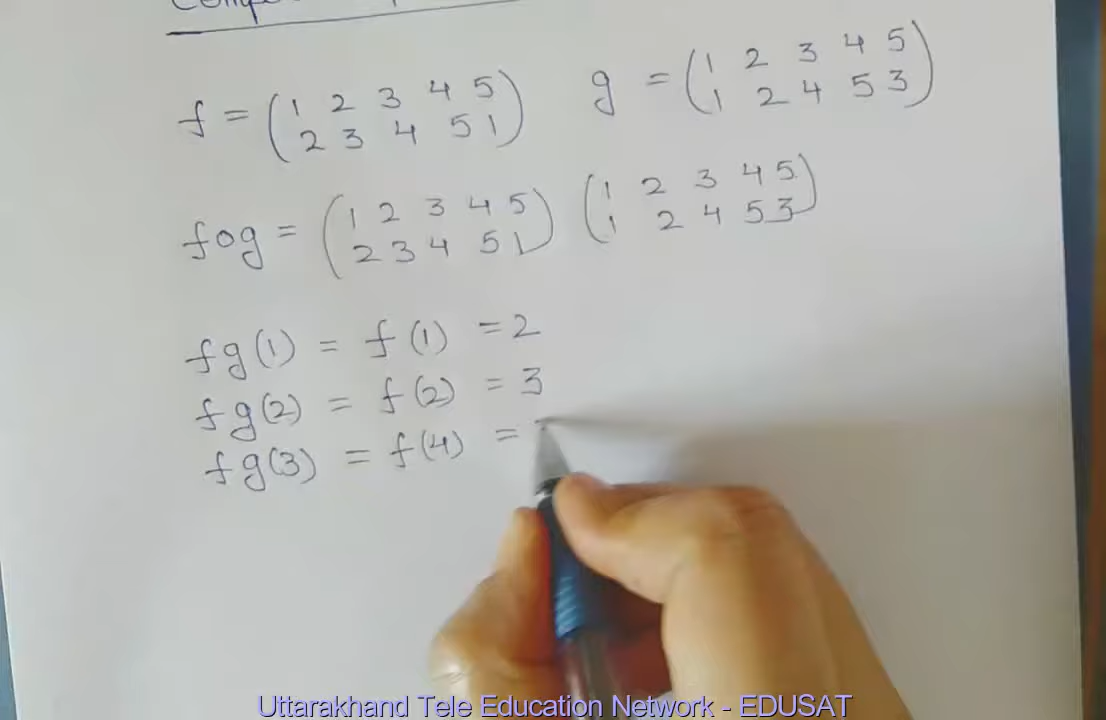 f = (1 2 3 4 5 g = (1 2 3 4 5
2 3 4 5 1) 1 2 4 5 3)
fog = (1 2 3 4 5 (1 2 3 4 5
2 3 4 5 1) 1 2 4 5 3)
fg(1) = f(1) = 2
fg(2) = f(2) = 3
fg(3) = f(4) =
Uttarakhand Tele Education Network - EDUSAT